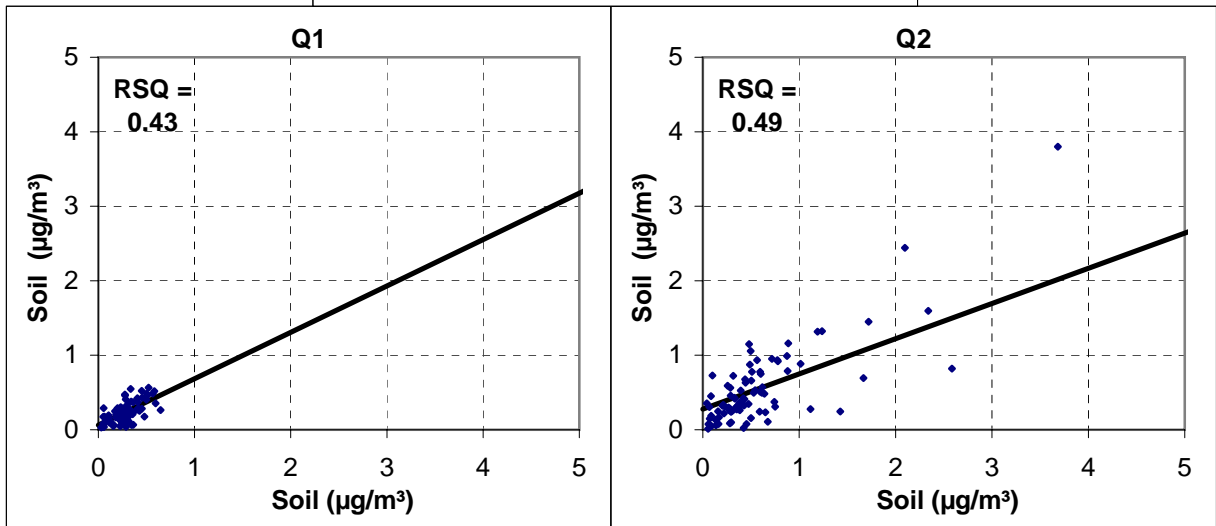 Q1
RSQ =
0.43
5
4
3
2
1
0
Soil (µg/m³)
0 1 2 3 4 5
Soil (µg/m³)
Q2
RSQ =
0.49
5
4
3
2
1
0
Soil (µg/m³)
0 1 2 3 4 5
Soil (µg/m³)